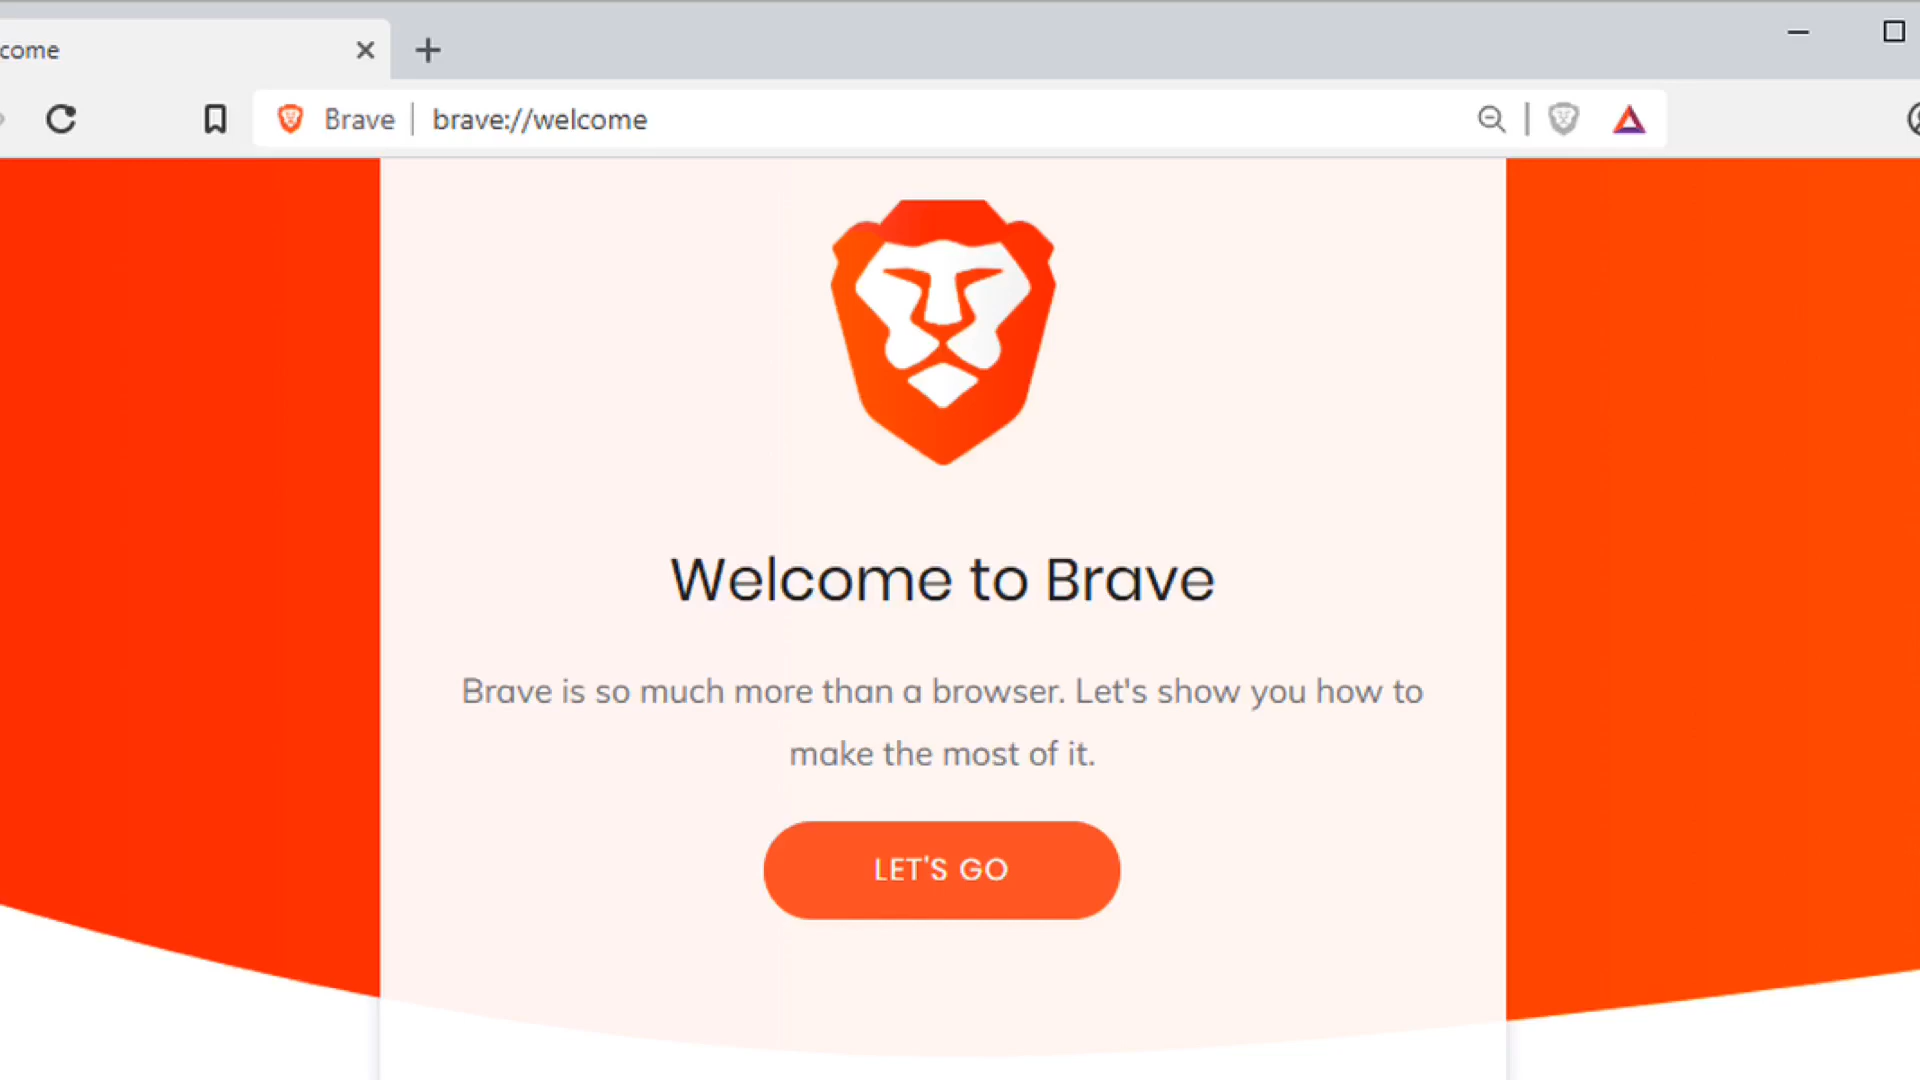 come
Brave | brave://welcome
Welcome to Brave
Brave is so much more than a browser. Let's show you how to
make the most of it.
LET'S GO